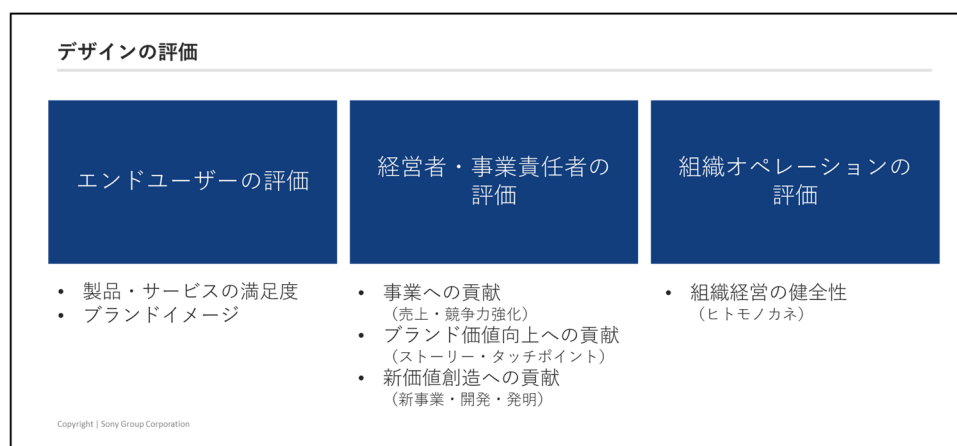 デザインの評価
エンドユーザーの評価
• 製品・サービスの満足度
• ブランドイメージ
経営者・事業責任者の
評価
• 事業への貢献
（売上・競争力強化）
• ブランド価値向上への貢献
（ストーリー・タッチポイント）
• 新価値創造への貢献
（新事業・開発・発明）
組織オペレーションの
評価
• 組織経営の健全性
（ヒトモノカネ）
Copyright | Sony Group Corporation